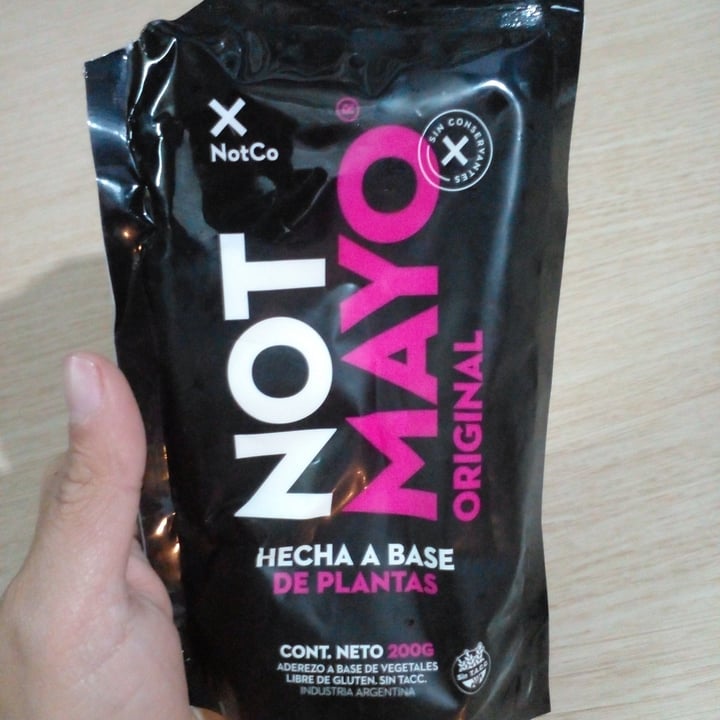 NotCo
SIN CONSERVANTES
NOT
MAYO
ORIGINAL
HECHA A BASE
DE PLANTAS
CONT. NETO 200G
ADEREZO A BASE DE VEGETALES
LIBRE DE GLUTEN. SIN TACC.
INDUSTRIA ARGENTINA
Sin T.A.C.C.